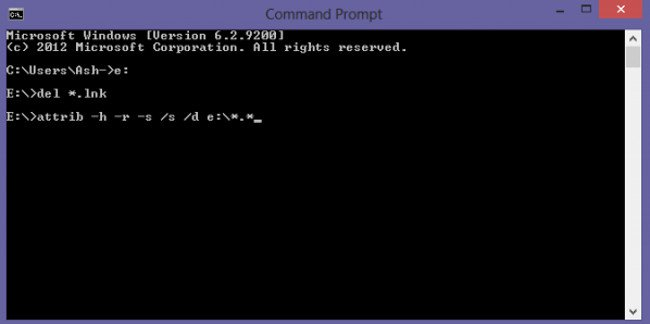 Command Prompt
Microsoft Windows [Version 6.2.9200]
(c) 2012 Microsoft Corporation. All rights reserved.
C:\Users\Ash->e:
E:\>del *.lnk
E:\>attrib -h -r -s /s /d e:\*.*_